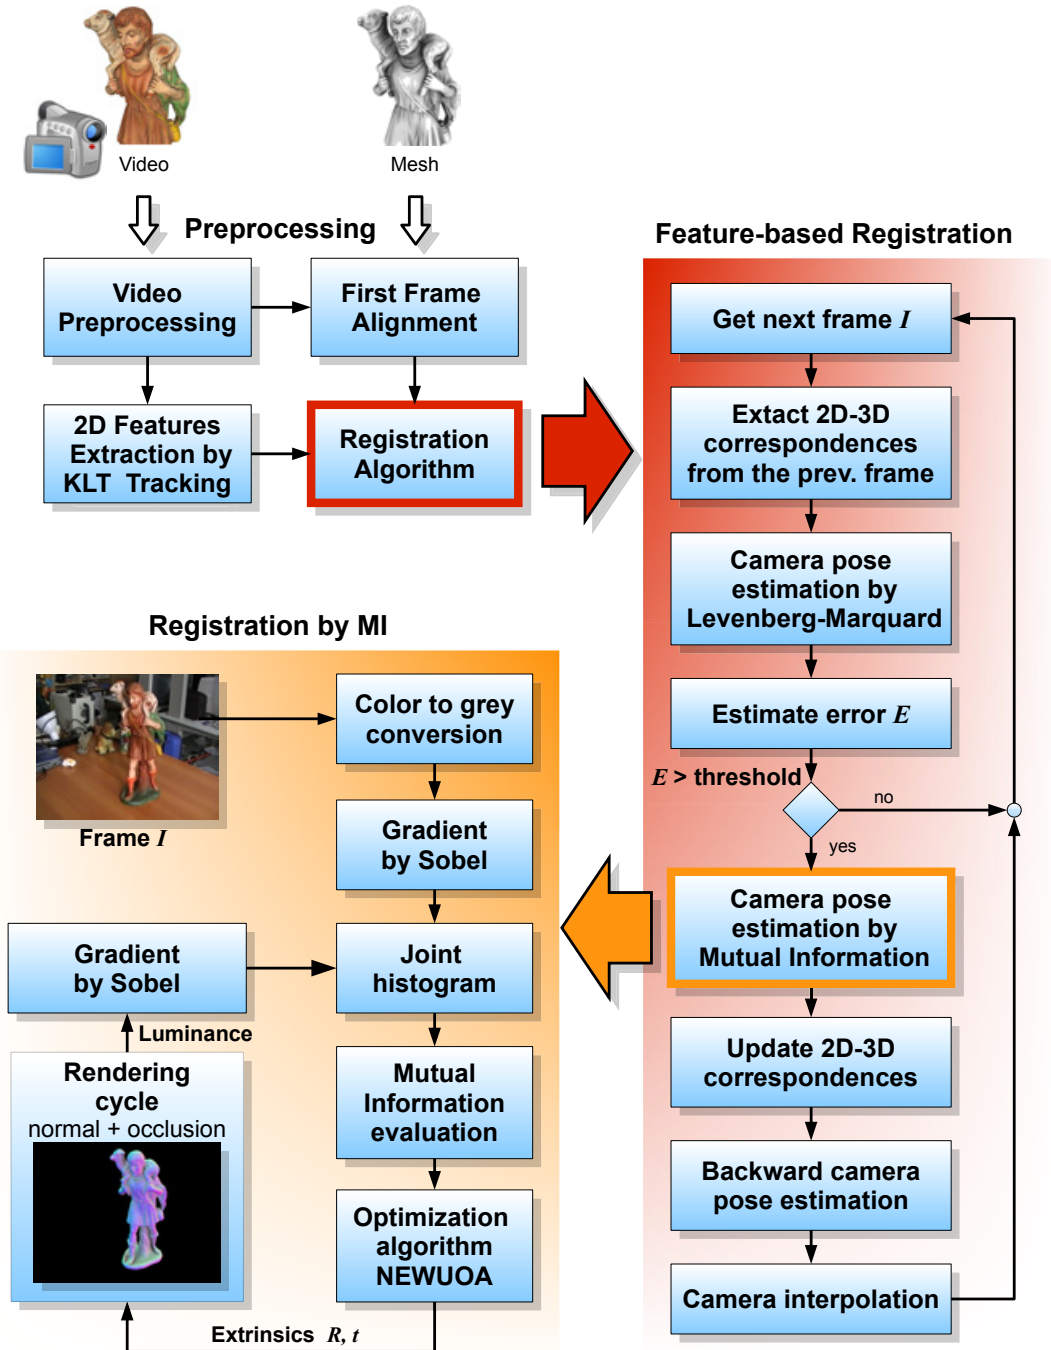 Video
Mesh
Preprocessing
Video
Preprocessing
First Frame
Alignment
2D Features
Extraction by
KLT Tracking
Registration
Algorithm
Feature-based Registration
Get next frame I
Extact 2D-3D
correspondences
from the prev. frame
Camera pose
estimation by
Levenberg-Marquard
Estimate error E
E > threshold
no
yes
Camera pose
estimation by
Mutual Information
Update 2D-3D
correspondences
Backward camera
pose estimation
Camera interpolation
Registration by MI
Frame I
Color to grey
conversion
Gradient
by Sobel
Gradient
by Sobel
Joint
histogram
Luminance
Rendering
cycle
normal + occlusion
Mutual
Information
evaluation
Optimization
algorithm
NEWUOA
Extrinsics R, t